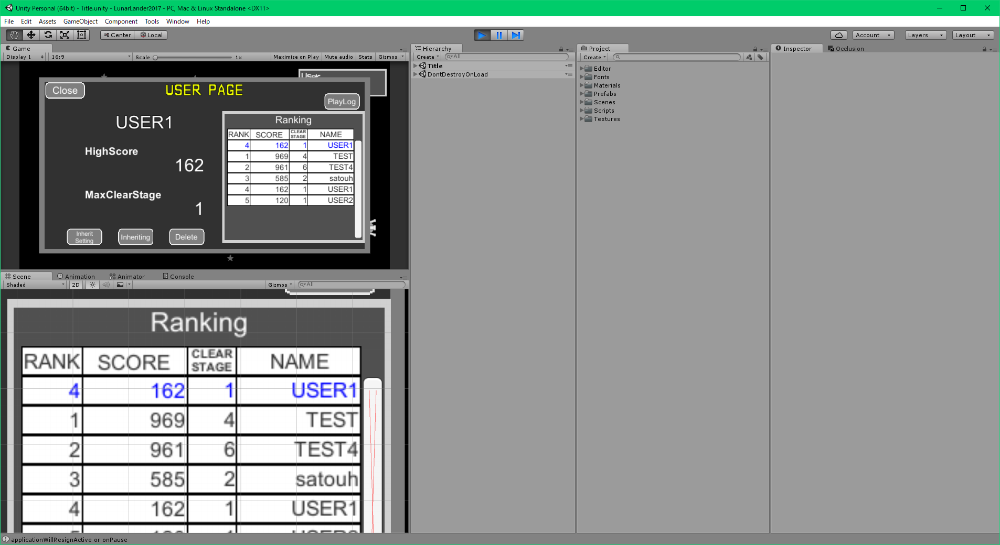 Unity Personal (64bit) - Title.unity - LunarLander2017 - PC, Mac & Linux Standalone <DX11>
File Edit Assets GameObject Component Tools Window Help
Center Local Account Layers Layout
Game
Display 1 16:9 Scale 1x Maximize on Play Mute audio Stats Gizmos
User
Close USER PAGE
PlayLog
USER1
HighScore
162
MaxClearStage
1
Inherit
Setting
Inheriting
Delete
Ranking
RANK SCORE CLEAR STAGE NAME
4 162 1 USER1
1 969 4 TEST
2 961 6 TEST4
3 585 2 satouh
4 162 1 USER1
5 120 1 USER2
Scene Animation Animator Console
Shaded 2D Gizmos All
Ranking
RANK SCORE CLEAR STAGE NAME
4 162 1 USER1
1 969 4 TEST
2 961 6 TEST4
3 585 2 satouh
4 162 1 USER1
Hierarchy
Create All
Title
DontDestroyOnLoad
Project
Create
Editor
Fonts
Materials
Prefabs
Scenes
Scripts
Textures
Inspector Occlusion
applicationWillResignActive or onPause